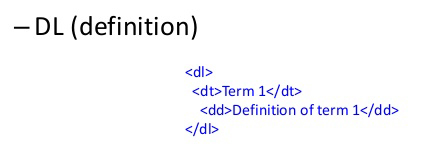 – DL (definition)
<dl>
<dt>Term 1</dt>
<dd>Definition of term 1</dd>
</dl>